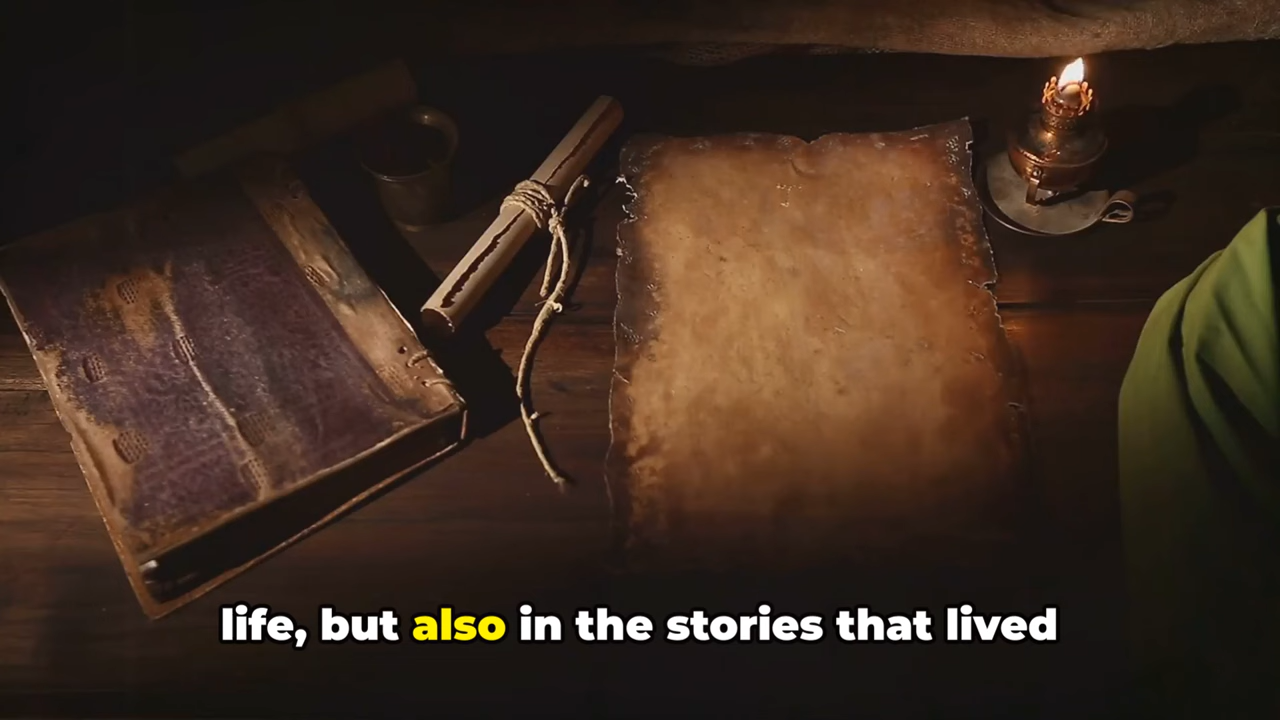 life, but also in the stories that lived